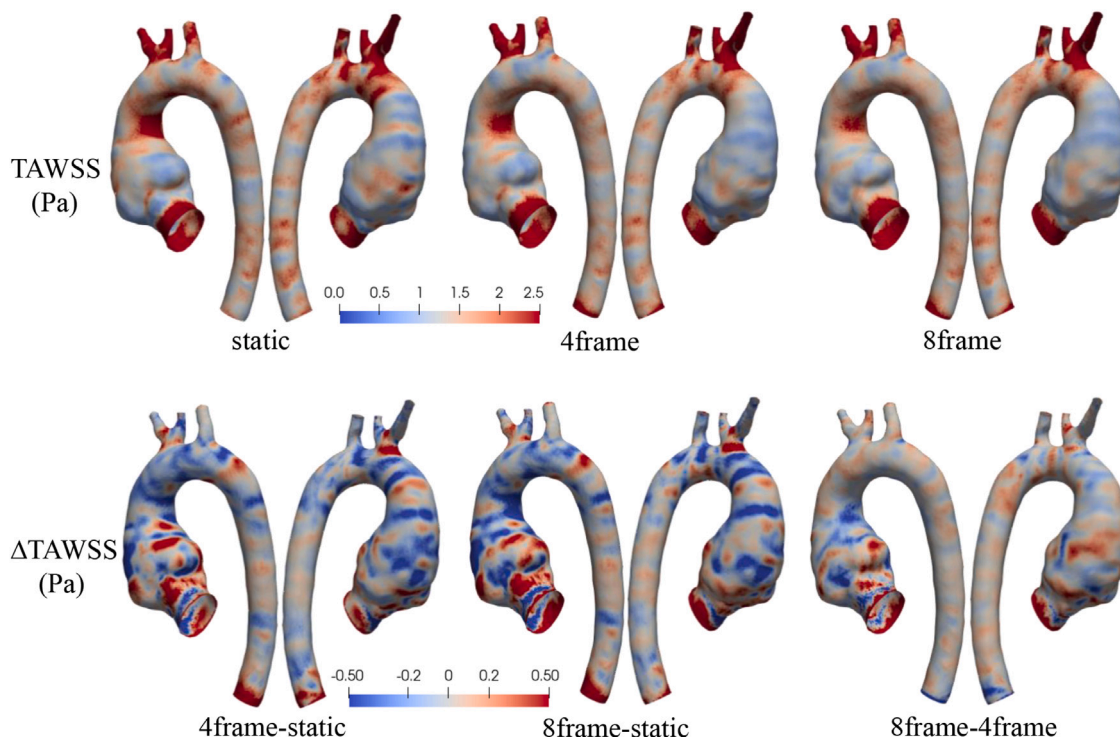 TAWSS
(Pa)
0.0 0.5 1 1.5 2 2.5
static
4frame
8frame
ΔTAWSS
(Pa)
-0.50 -0.2 0 0.2 0.50
4frame-static
8frame-static
8frame-4frame